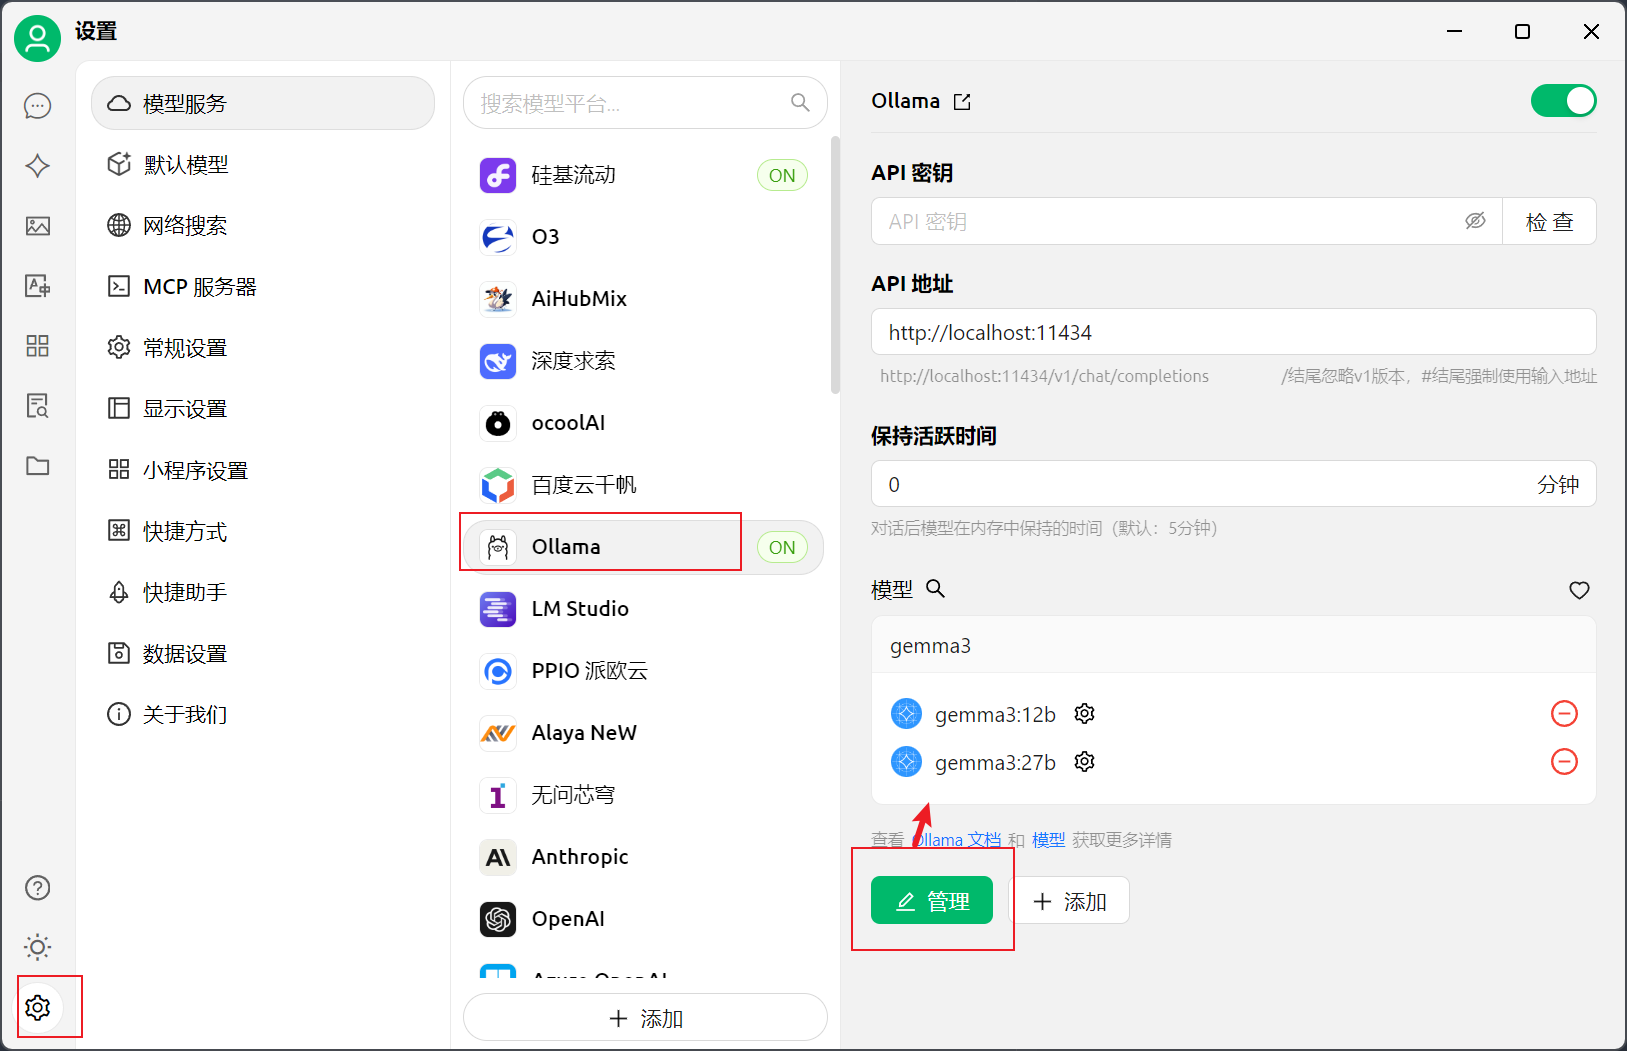 设置
模型服务
默认模型
网络搜索
MCP 服务器
常规设置
显示设置
小程序设置
快捷方式
快捷助手
数据设置
关于我们
搜索模型平台...
硅基流动 ON
O3
AiHubMix
深度求索
ocoolAI
百度云千帆
Ollama ON
LM Studio
PPIO 派欧云
Alaya NeW
无问芯穹
Anthropic
OpenAI
Azure OpenAI
添加
Ollama
API 密钥
API 密钥 检 查
API 地址
http://localhost:11434
http://localhost:11434/v1/chat/completions /结尾忽略v1版本，#结尾强制使用输入地址
保持活跃时间
0 分钟
对话后模型在内存中保持的时间（默认：5分钟）
模型
gemma3
gemma3:12b
gemma3:27b
查看 Ollama 文档 和 模型 获取更多详情
管理 添加